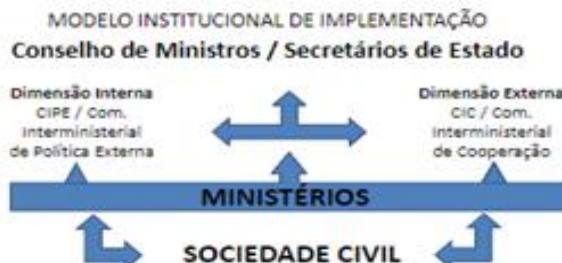 MODELO INSTITUCIONAL DE IMPLEMENTAÇÃO
Conselho de Ministros / Secretários de Estado
Dimensão Interna
CIPE / Com.
Interministerial
de Política Externa
Dimensão Externa
CIC / Com.
Interministerial
de Cooperação
MINISTÉRIOS
SOCIEDADE CIVIL